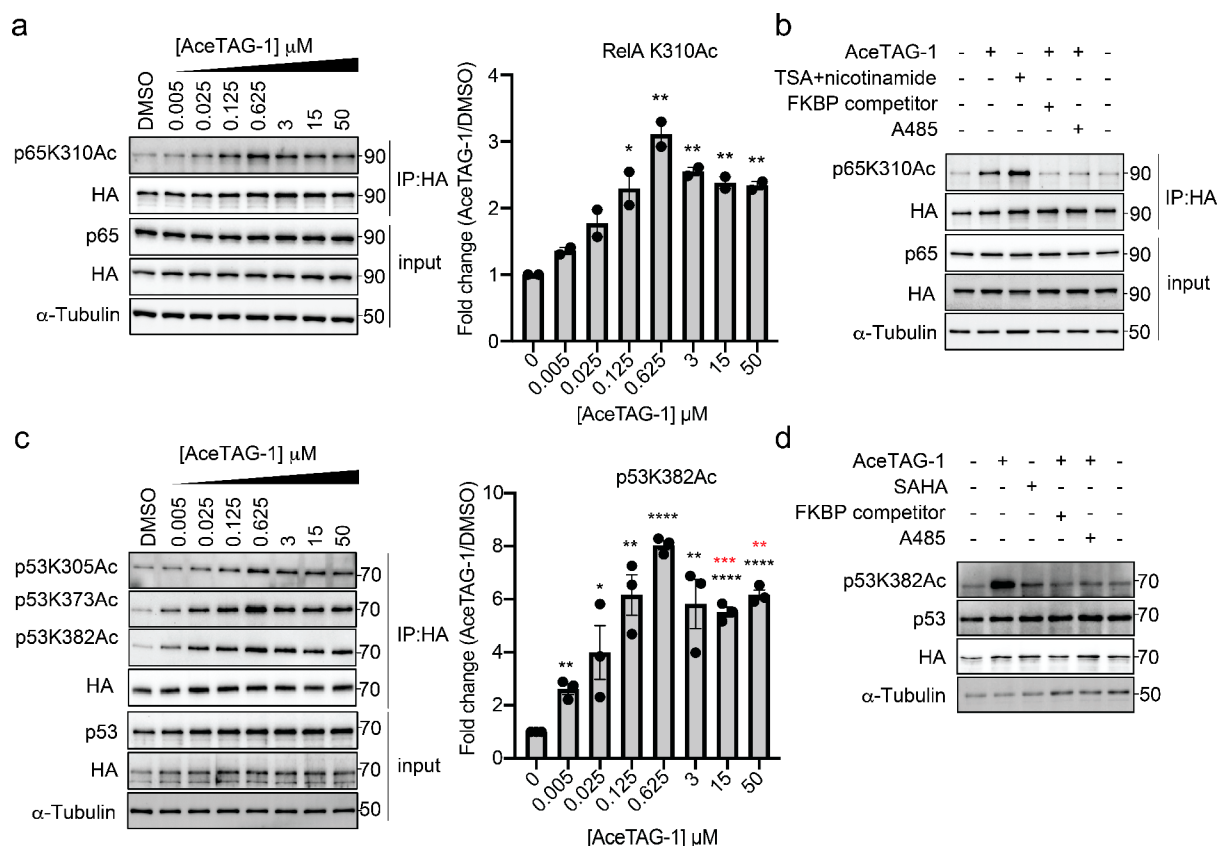 a
[AceTAG-1] μM
DMSO
0.005
0.025
0.125
0.625
3
15
50
p65K310Ac
90
HA
90
IP:HA
p65
90
HA
90
input
α-Tubulin
50
RelA K310Ac
Fold change (AceTAG-1/DMSO)
4
3
2
1
0
*
**
**
**
**
0
0.005
0.025
0.125
0.625
3
15
50
[AceTAG-1] μM
b
AceTAG-1 - + - + + -
TSA+nicotinamide - - + - - -
FKBP competitor - - - + - -
A485 - - - - + -
p65K310Ac
90
HA
90
IP:HA
p65
90
HA
90
input
α-Tubulin
50
c
[AceTAG-1] μM
DMSO
0.005
0.025
0.125
0.625
3
15
50
p53K305Ac
70
p53K373Ac
70
p53K382Ac
70
HA
70
IP:HA
p53
70
HA
70
input
α-Tubulin
50
p53K382Ac
Fold change (AceTAG-1/DMSO)
10
8
6
4
2
0
**
*
**
****
**
***
****
**
****
0
0.005
0.025
0.125
0.625
3
15
50
[AceTAG-1] μM
d
AceTAG-1 - + - + + -
SAHA - - + - - -
FKBP competitor - - - + - -
A485 - - - - + -
p53K382Ac
70
p53
HA
70
α-Tubulin
50